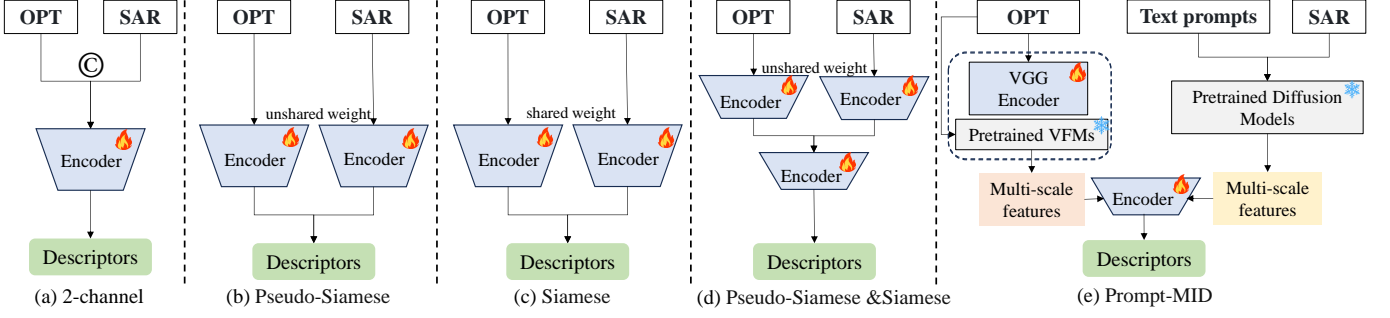 OPT
SAR
©
Encoder
Descriptors
(a) 2-channel
OPT
SAR
unshared weight
Encoder
Encoder
Descriptors
(b) Pseudo-Siamese
OPT
SAR
shared weight
Encoder
Encoder
Descriptors
(c) Siamese
OPT
SAR
unshared weight
Encoder
Encoder
Encoder
Descriptors
(d) Pseudo-Siamese &Siamese
OPT
Text prompts
SAR
VGG
Encoder
Pretrained VFMs
Pretrained Diffusion
Models
Multi-scale
features
Encoder
Multi-scale
features
Descriptors
(e) Prompt-MID